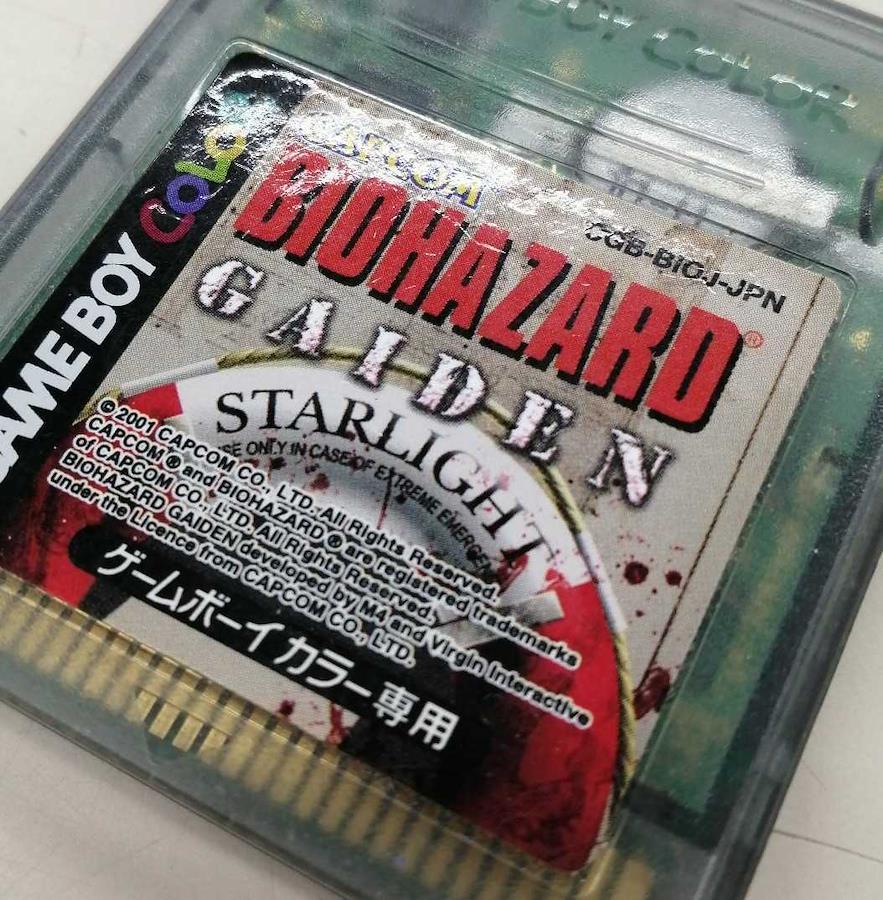 BOY COLOR
GAME BOY COLOR
CAPCOM
CGB-BIOJ-JPN
BIOHAZARD®
GAIDEN
STARLIGHT
ONLY IN CASE OF EXTREME
© 2001 CAPCOM CO., LTD. All Rights Reserved.
CAPCOM ® and BIOHAZARD ® are registered trademarks
of CAPCOM CO., LTD. All Rights Reserved.
BIOHAZARD GAIDEN developed by M4 and Virgin Interactive
under the Licence from CAPCOM CO., LTD.
ゲームボーイ カラー専用